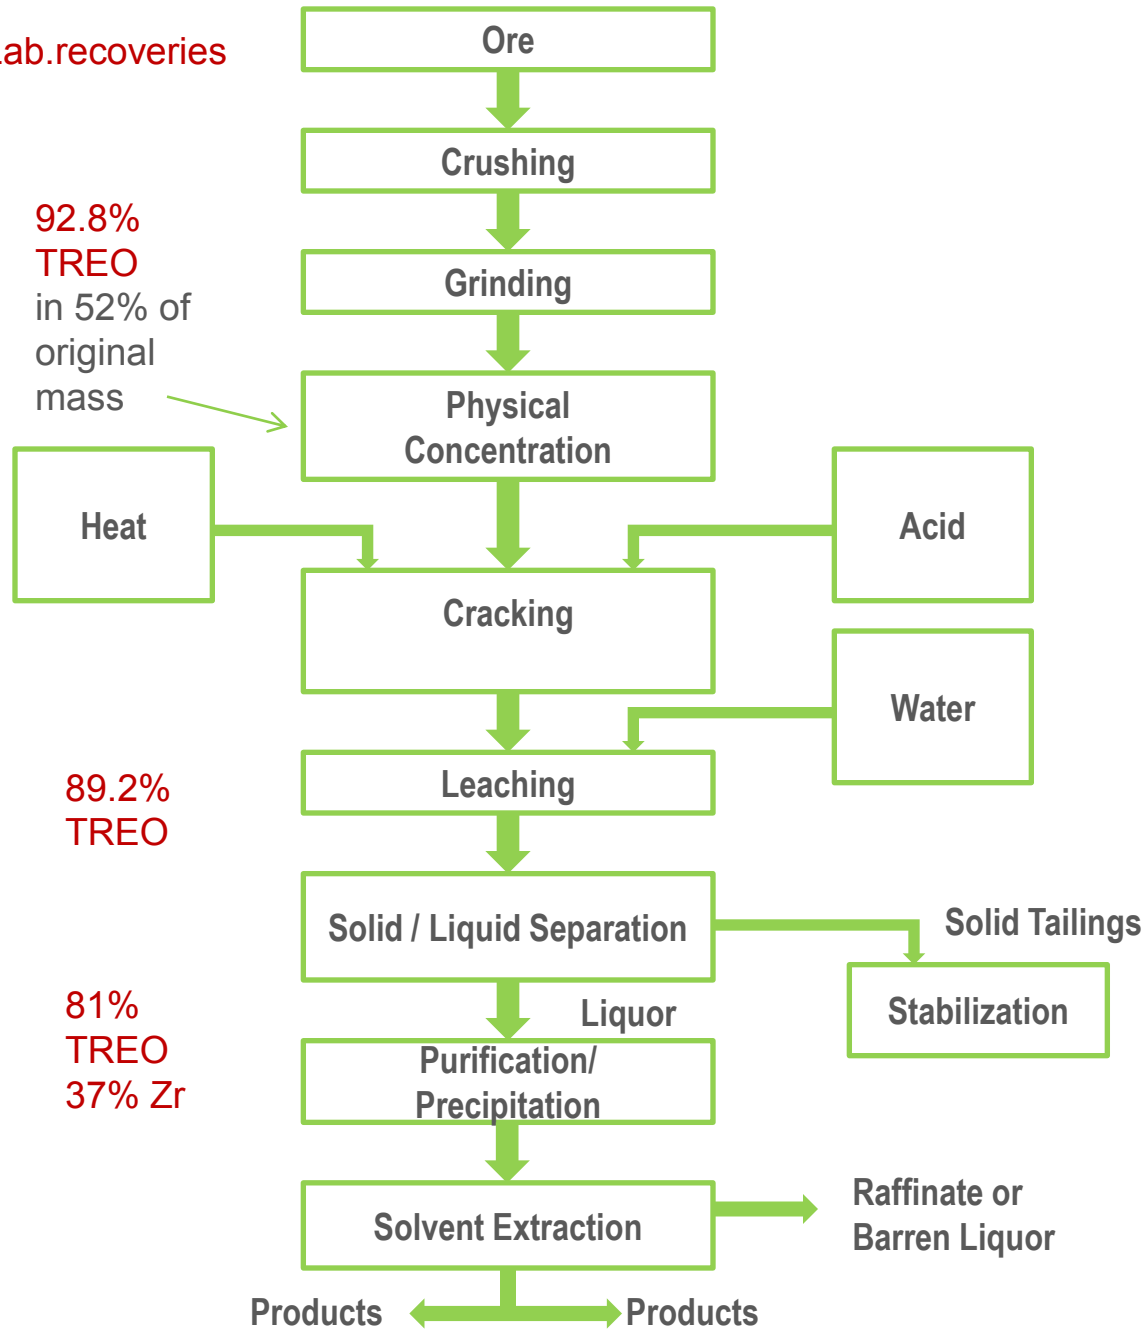 Lab.recoveries
Ore
Crushing
92.8%
TREO
in 52% of
original
mass
Grinding
Physical
Concentration
Heat
Acid
Cracking
Water
Leaching
89.2%
TREO
Solid / Liquid Separation
Solid Tailings
Stabilization
Liquor
81%
TREO
37% Zr
Purification/
Precipitation
Solvent Extraction
Raffinate or
Barren Liquor
Products
Products